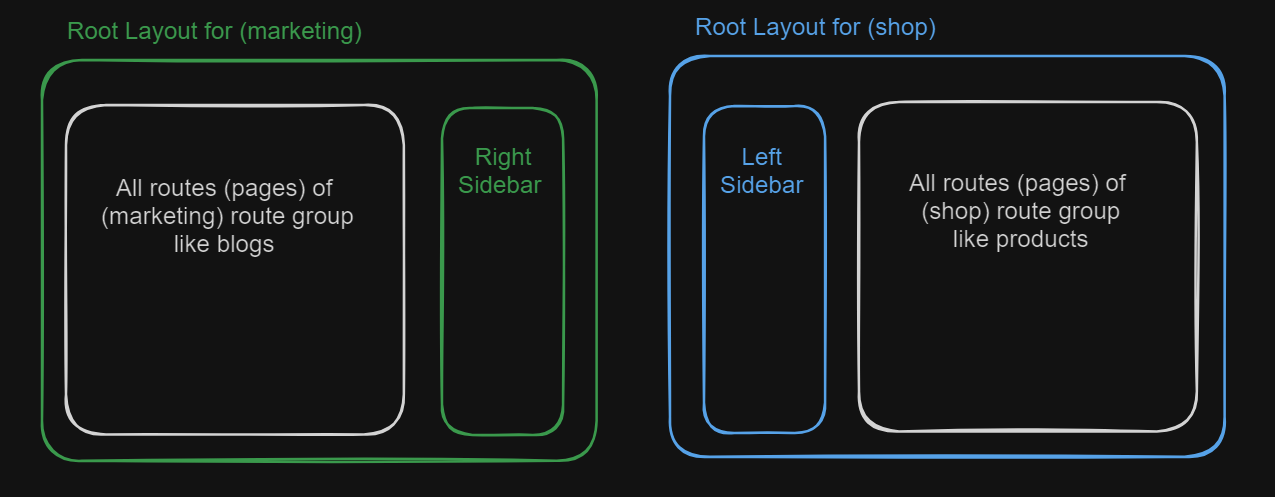 Root Layout for (marketing)
All routes (pages) of
(marketing) route group
like blogs
Right
Sidebar
Root Layout for (shop)
Left
Sidebar
All routes (pages) of
(shop) route group
like products